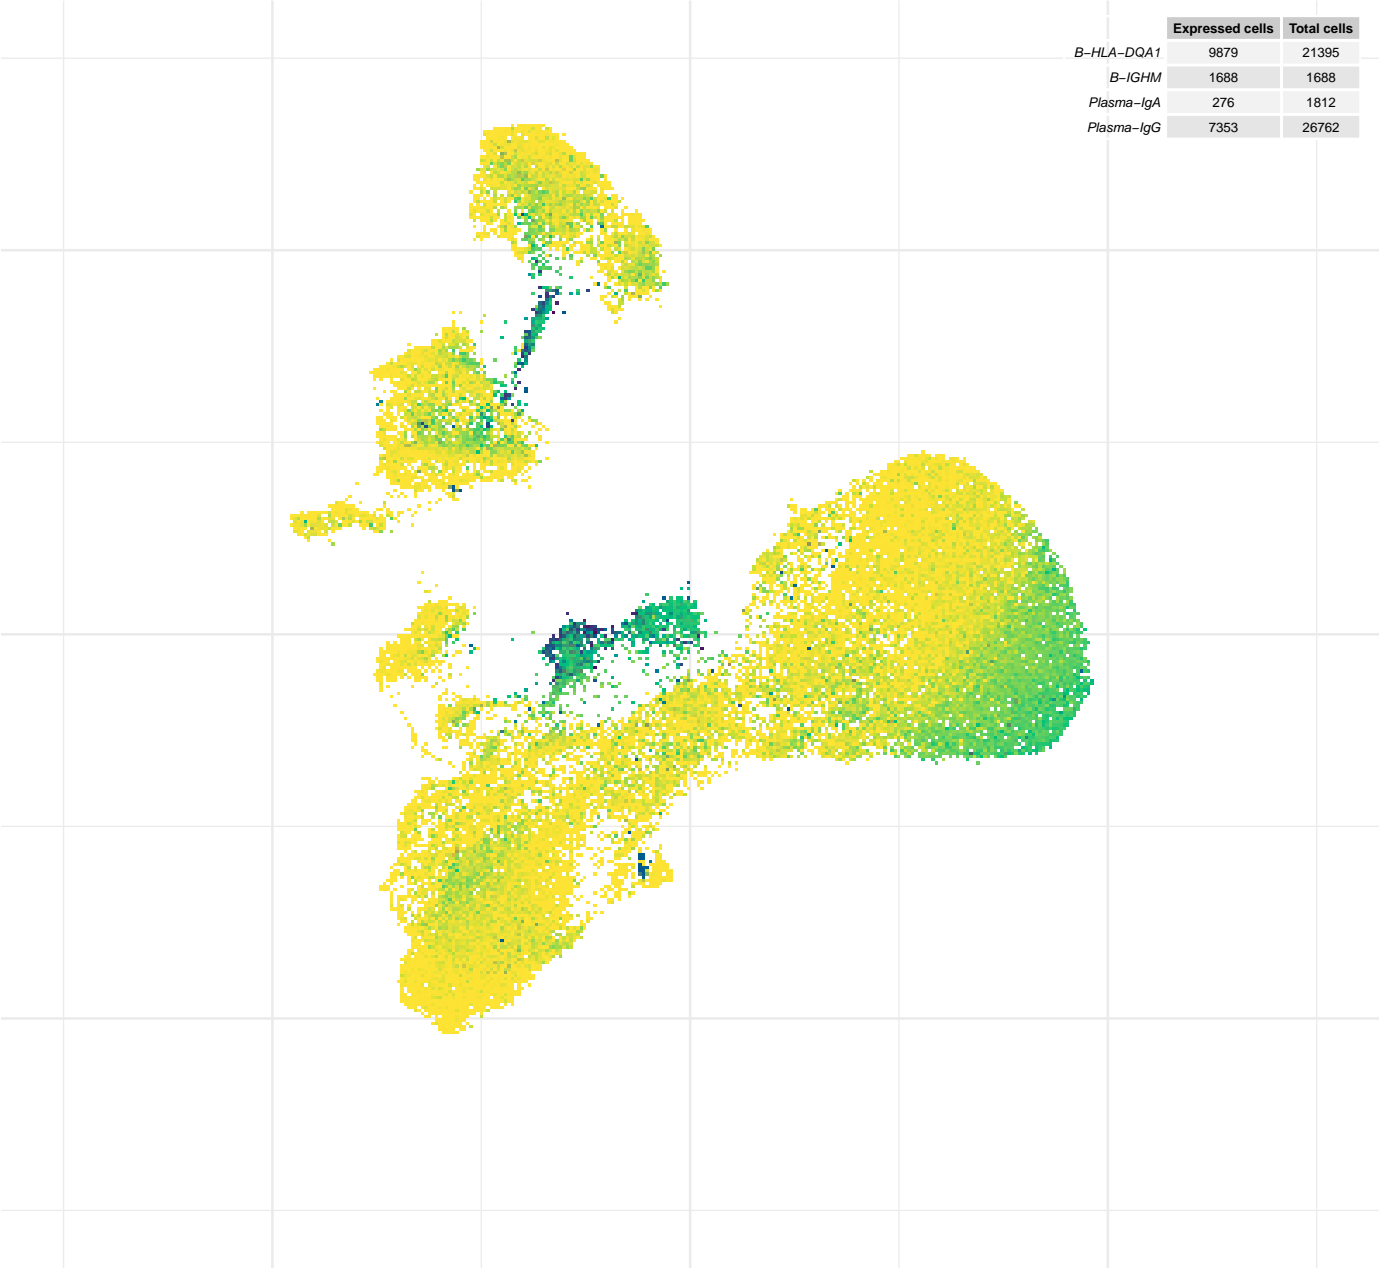 Expressed cells Total cells
B−HLA−DQA1 9879 21395
B−IGHM 1688 1688
Plasma−IgA 276 1812
Plasma−IgG 7353 26762